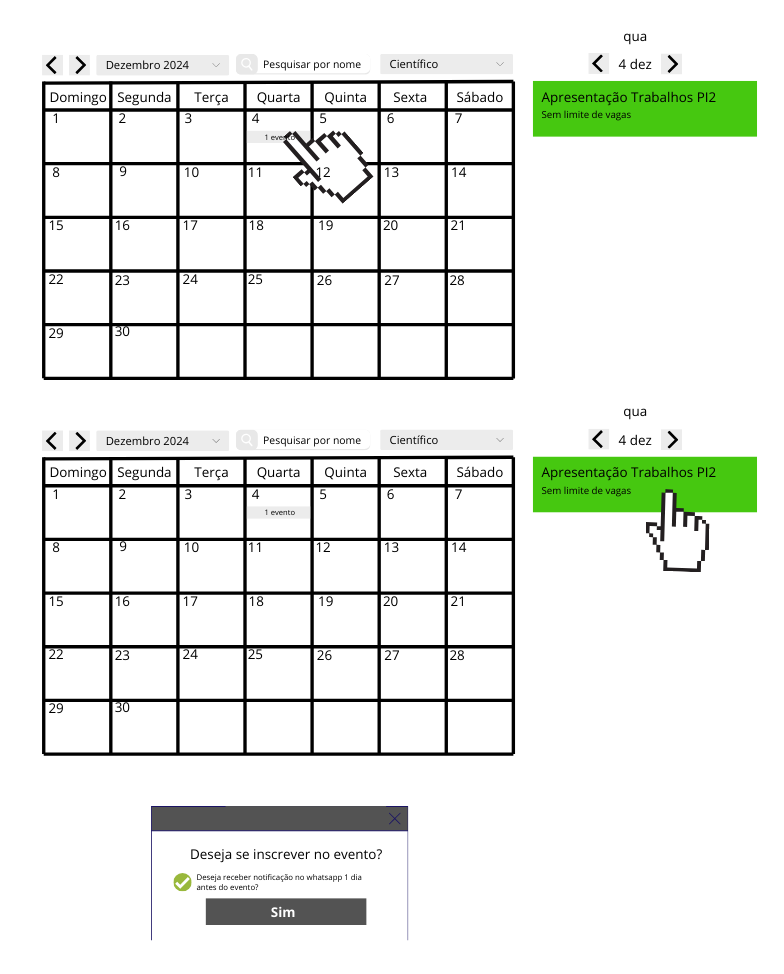 qua
Dezembro 2024 Pesquisar por nome Científico 4 dez
Domingo Segunda Terça Quarta Quinta Sexta Sábado
Apresentação Trabalhos PI2
Sem limite de vagas
1 2 3 4 5 6 7
1 evento
8 9 10 11 12 13 14
15 16 17 18 19 20 21
22 23 24 25 26 27 28
29 30
qua
Dezembro 2024 Pesquisar por nome Científico 4 dez
Domingo Segunda Terça Quarta Quinta Sexta Sábado
Apresentação Trabalhos PI2
Sem limite de vagas
1 2 3 4 5 6 7
1 evento
8 9 10 11 12 13 14
15 16 17 18 19 20 21
22 23 24 25 26 27 28
29 30
Deseja se inscrever no evento?
Deseja receber notificação no whatsapp 1 dia
antes do evento?
Sim